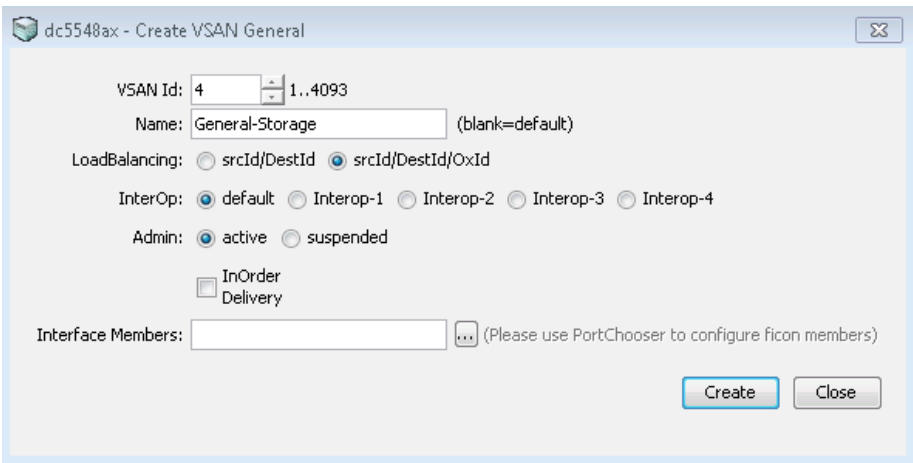 dc5548ax - Create VSAN General
VSAN Id: 4 1..4093
Name: General-Storage (blank=default)
LoadBalancing: srcId/DestId srcId/DestId/OxId
InterOp: default Interop-1 Interop-2 Interop-3 Interop-4
Admin: active suspended
InOrder
Delivery
Interface Members: ... (Please use PortChooser to configure ficon members)
Create Close